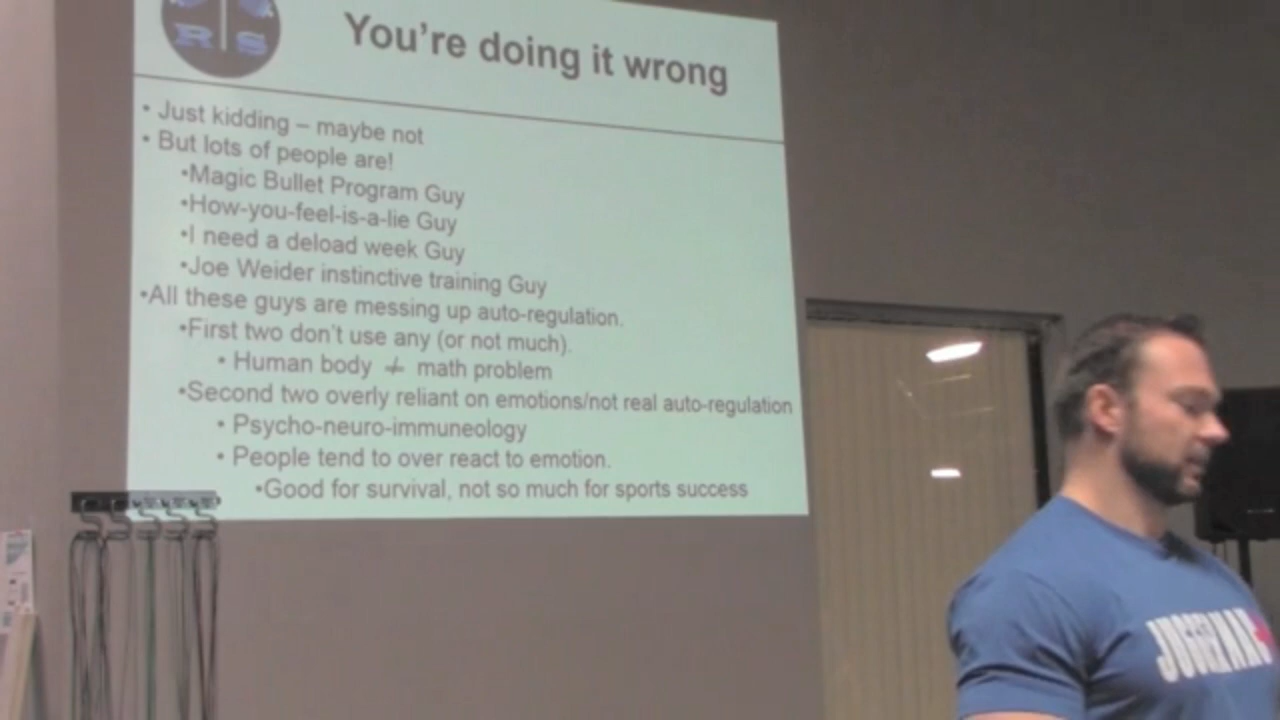 R S
You're doing it wrong
• Just kidding – maybe not
• But lots of people are!
•Magic Bullet Program Guy
•How-you-feel-is-a-lie Guy
•I need a deload week Guy
•Joe Weider instinctive training Guy
•All these guys are messing up auto-regulation.
•First two don't use any (or not much).
• Human body ≠ math problem
•Second two overly reliant on emotions/not real auto-regulation
• Psycho-neuro-immuneology
• People tend to over react to emotion.
•Good for survival, not so much for sports success